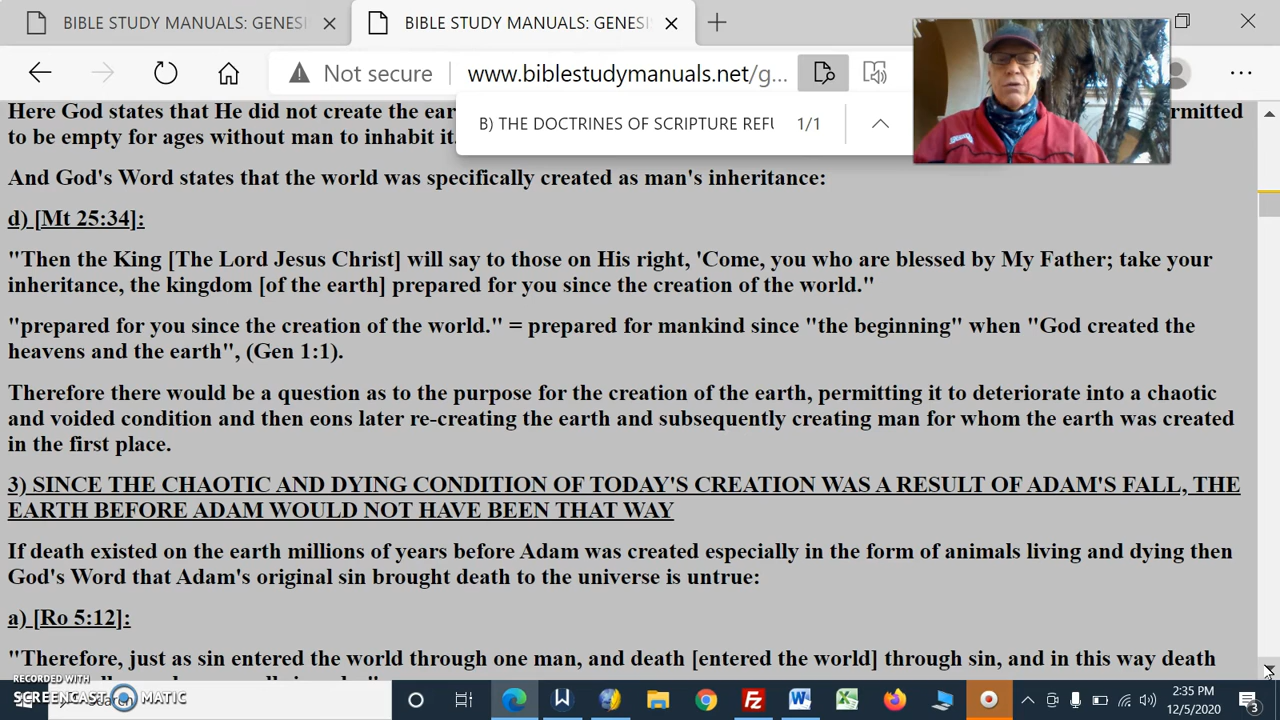 BIBLE STUDY MANUALS: GENESI
BIBLE STUDY MANUALS: GENESI
Not secure
www.biblestudymanuals.net/g...
Here God states that He did not create the ear
rmitted
B) THE DOCTRINES OF SCRIPTURE REFU
1/1
to be empty for ages without man to inhabit it.
And God's Word states that the world was specifically created as man's inheritance:
d) [Mt 25:34]:
"Then the King [The Lord Jesus Christ] will say to those on His right, 'Come, you who are blessed by My Father; take your
inheritance, the kingdom [of the earth] prepared for you since the creation of the world."
"prepared for you since the creation of the world." = prepared for mankind since "the beginning" when "God created the
heavens and the earth", (Gen 1:1).
Therefore there would be a question as to the purpose for the creation of the earth, permitting it to deteriorate into a chaotic
and voided condition and then eons later re-creating the earth and subsequently creating man for whom the earth was created
in the first place.
3) SINCE THE CHAOTIC AND DYING CONDITION OF TODAY'S CREATION WAS A RESULT OF ADAM'S FALL, THE
EARTH BEFORE ADAM WOULD NOT HAVE BEEN THAT WAY
If death existed on the earth millions of years before Adam was created especially in the form of animals living and dying then
God's Word that Adam's original sin brought death to the universe is untrue:
a) [Ro 5:12]:
"Therefore, just as sin entered the world through one man, and death [entered the world] through sin, and in this way death
RECORDED WITH
SCREENCAST MATIC
Search
2:35 PM
12/5/2020
3